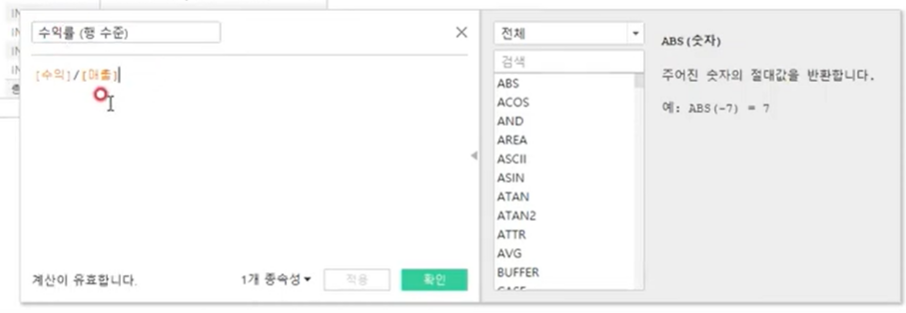 수익률 (행 수준)
[수익]/[매출]
계산이 유효합니다.
1개 종속성
적용
확인
전체
검색
ABS
ACOS
AND
AREA
ASCII
ASIN
ATAN
ATAN2
ATTR
AVG
BUFFER
CASE
ABS(숫자)
주어진 숫자의 절대값을 반환합니다.
예: ABS(-7) = 7